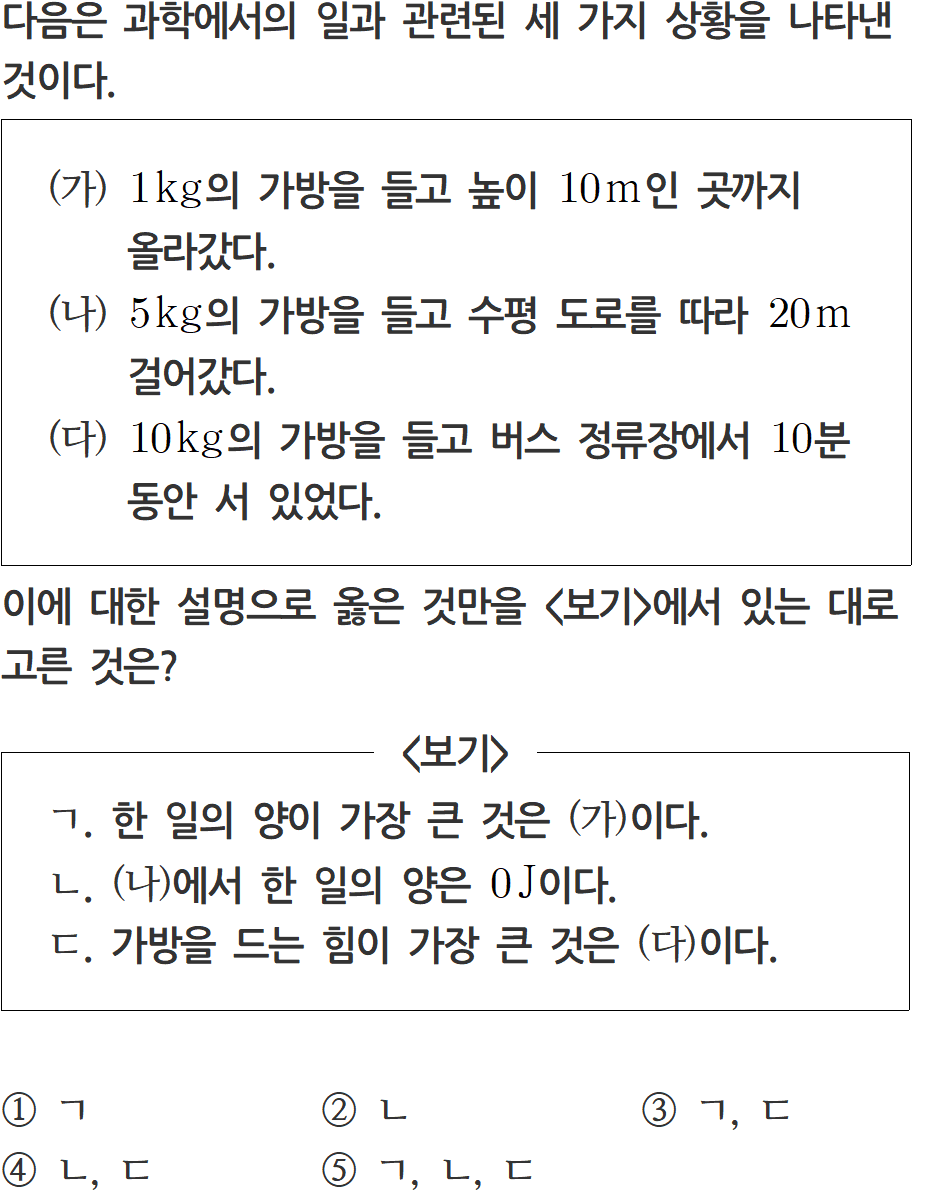 다음은 과학에서의 일과 관련된 세 가지 상황을 나타낸
것이다.
(가) 1kg의 가방을 들고 높이 10m인 곳까지
올라갔다.
(나) 5kg의 가방을 들고 수평 도로를 따라 20m
걸어갔다.
(다) 10kg의 가방을 들고 버스 정류장에서 10분
동안 서 있었다.
이에 대한 설명으로 옳은 것만을 <보기>에서 있는 대로
고른 것은?
<보기>
ㄱ. 한 일의 양이 가장 큰 것은 (가)이다.
ㄴ. (나)에서 한 일의 양은 0J이다.
ㄷ. 가방을 드는 힘이 가장 큰 것은 (다)이다.
① ㄱ ② ㄴ ③ ㄱ, ㄷ
④ ㄴ, ㄷ ⑤ ㄱ, ㄴ, ㄷ